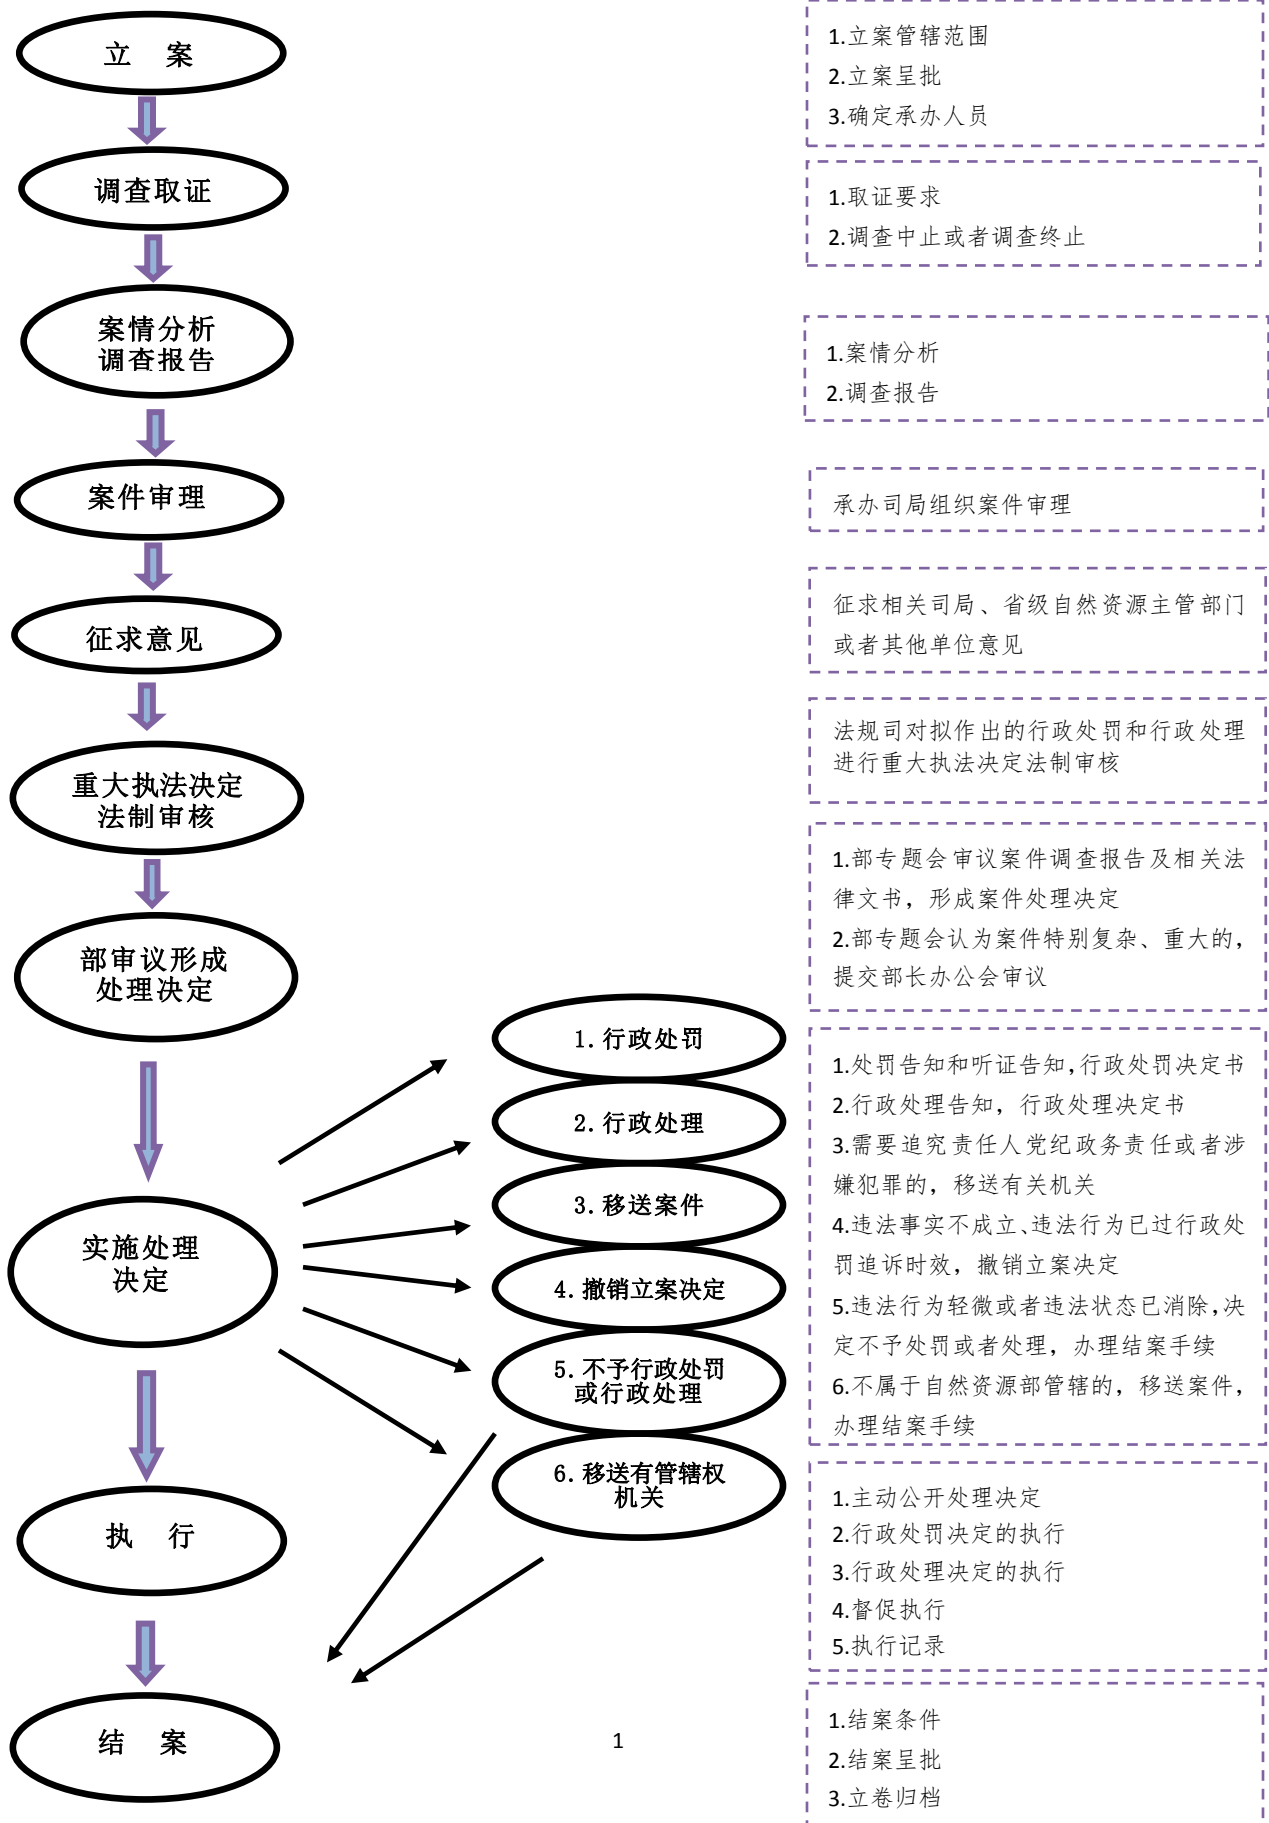 立 案
调查取证
案情分析
调查报告
案件审理
征求意见
重大执法决定
法制审核
部审议形成
处理决定
实施处理
决定
执 行
结 案
1.行政处罚
2.行政处理
3.移送案件
4.撤销立案决定
5.不予行政处罚
或行政处理
6.移送有管辖权
机关
1.立案管辖范围
2.立案呈批
3.确定承办人员
1.取证要求
2.调查中止或者调查终止
1.案情分析
2.调查报告
承办司局组织案件审理
征求相关司局、省级自然资源主管部门
或者其他单位意见
法规司对拟作出的行政处罚和行政处理
进行重大执法决定法制审核
1.部专题会审议案件调查报告及相关法
律文书，形成案件处理决定
2.部专题会认为案件特别复杂、重大的，
提交部长办公会审议
1.处罚告知和听证告知，行政处罚决定书
2.行政处理告知，行政处理决定书
3.需要追究责任人党纪政务责任或者涉
嫌犯罪的，移送有关机关
4.违法事实不成立、违法行为已过行政处
罚追诉时效，撤销立案决定
5.违法行为轻微或者违法状态已消除，决
定不予处罚或者处理，办理结案手续
6.不属于自然资源部管辖的，移送案件，
办理结案手续
1.主动公开处理决定
2.行政处罚决定的执行
3.行政处理决定的执行
4.督促执行
5.执行记录
1.结案条件
2.结案呈批
3.立卷归档
1